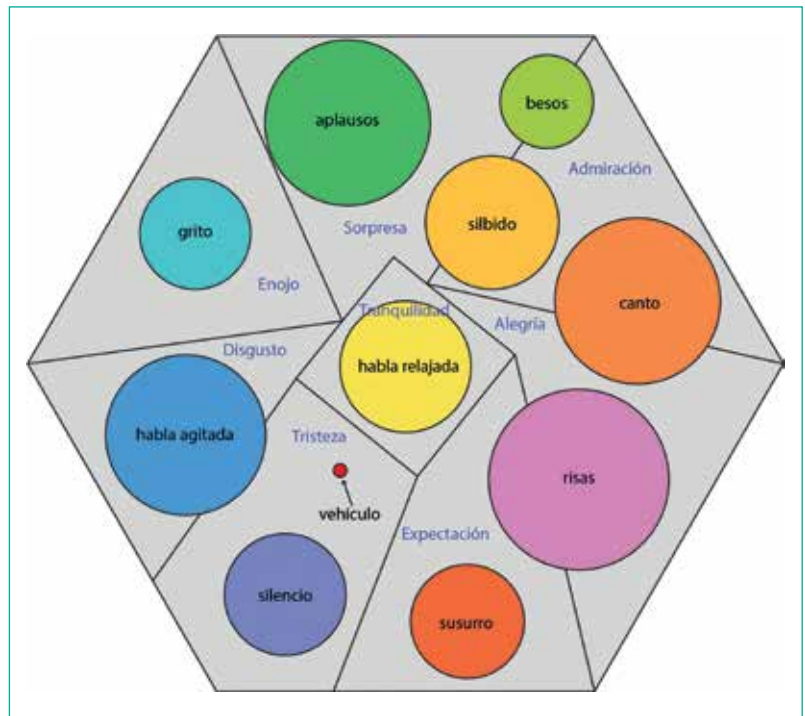 aplausos
besos
Admiración
grito
Sorpresa
silbido
Enojo
canto
Tranquilidad
Alegría
Disgusto
habla relajada
habla agitada
Tristeza
risas
vehículo
Expectación
silencio
susurro